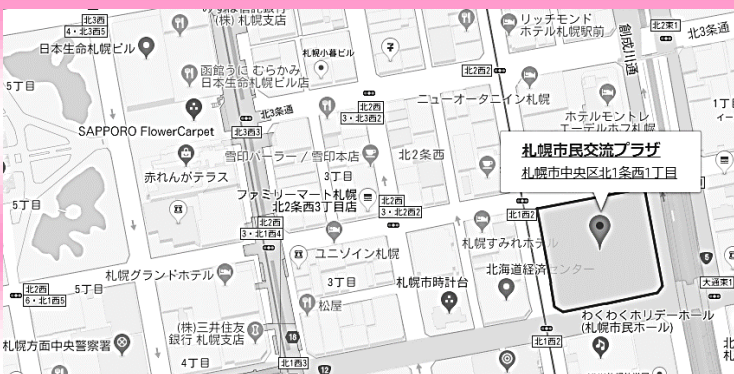 北3西
4・北3西5
みずほ信託銀行
(株) 札幌支店
リッチモンド
ホテル札幌駅前
北2東1
北3条通
創成川通
日本生命札幌ビル
札幌小暮ビル
函館うに むらかみ
日本生命札幌ビル店
北2西2
5丁目
SAPPORO FlowerCarpet
北3条通
北3西3
北2西
3・北3西2
ニューオータニイン札幌
ホテルモントレ
エーデルホフ札幌
1丁目
赤れんがテラス
雪印パーラー / 雪印本店
3丁目
北2条西
札幌市民交流プラザ
札幌市中央区北1条西1丁目
5丁目
ファミリーマート札幌
北2条西3丁目店
北2西
3・北2西2
北1西2
北2西
3・北1西4
ユニゾイン札幌
札幌すみれホテル
5丁目
北2西
6・北1西5
札幌グランドホテル
3丁目
札幌市時計台
北海道経済センター
5
大通東1
松屋
わくわくホリデーホール
(札幌市民ホール)
札幌方面中央警察署
(株)三井住友
銀行 札幌支店
18
北1西2
4丁目
北1西3
12